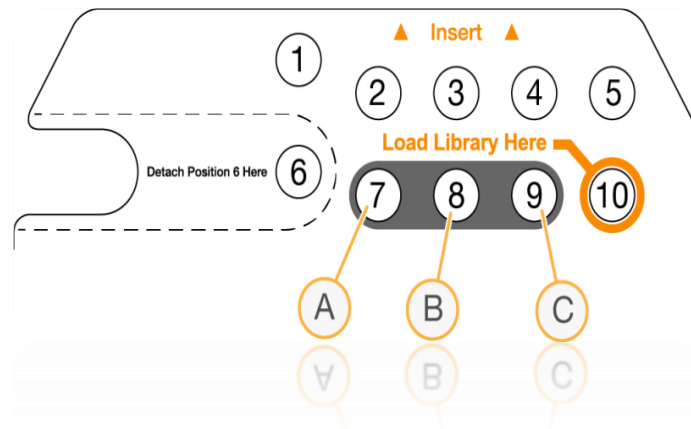 ▲ Insert ▲
1
2 3 4 5
Load Library Here
Detach Position 6 Here 6
7 8 9 10
A B C
A B C